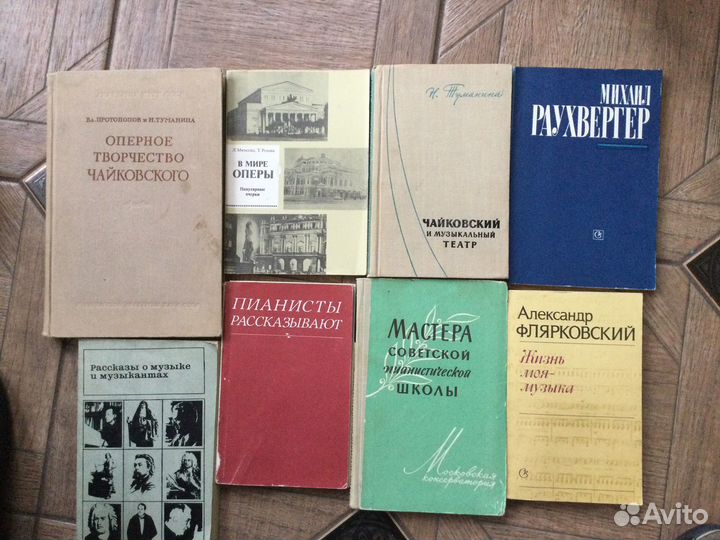 Вл. ПРОТОПОПОВ и Н. ТУМАНИНА
ОПЕРНОЕ
ТВОРЧЕСТВО
ЧАЙКОВСКОГО
В МИРЕ
ОПЕРЫ
Популярные
очерки
Н. Туманина
ЧАЙКОВСКИЙ
И МУЗЫКАЛЬНЫЙ
ТЕАТР
МИХАИЛ
РАУХВЕРГЕР
Рассказы о музыке
и музыкантах
ПИАНИСТЫ
РАССКАЗЫВАЮТ
МАСТЕРА
СОВЕТСКОЙ
пианистической
ШКОЛЫ
Московская
консерватория
Александр
ФЛЯРКОВСКИЙ
Жизнь
моя-
музыка
Avito